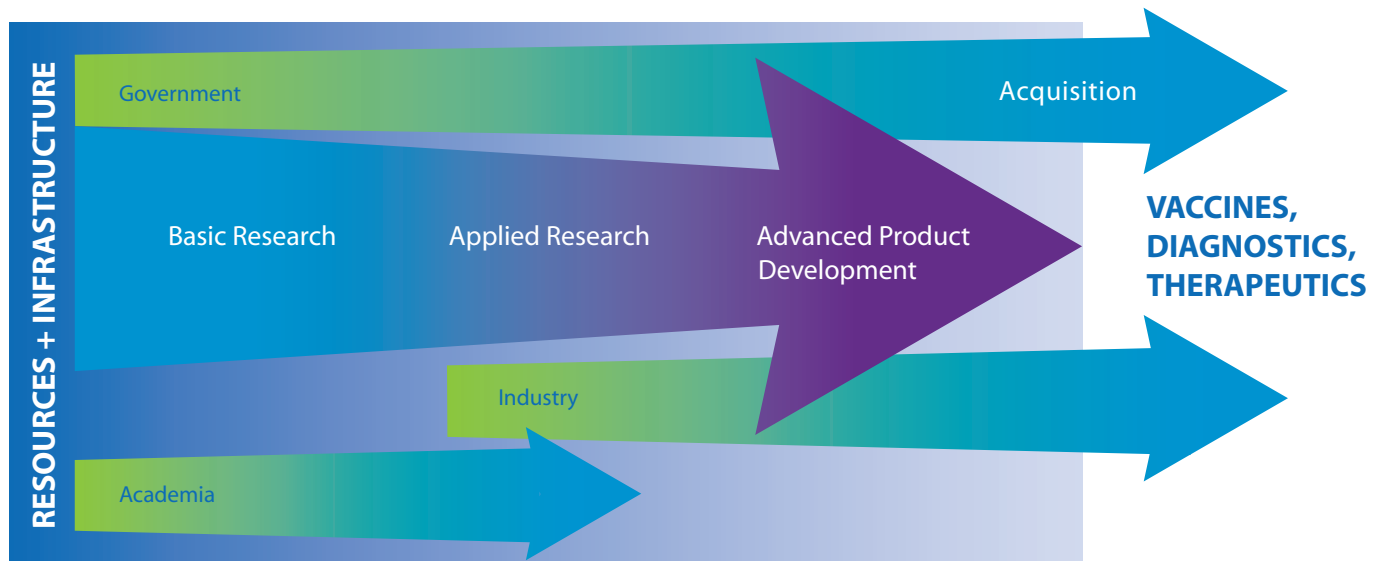 RESOURCES + INFRASTRUCTURE
Government
Acquisition
Basic Research
Applied Research
Advanced Product
Development
VACCINES,
DIAGNOSTICS,
THERAPEUTICS
Industry
Academia